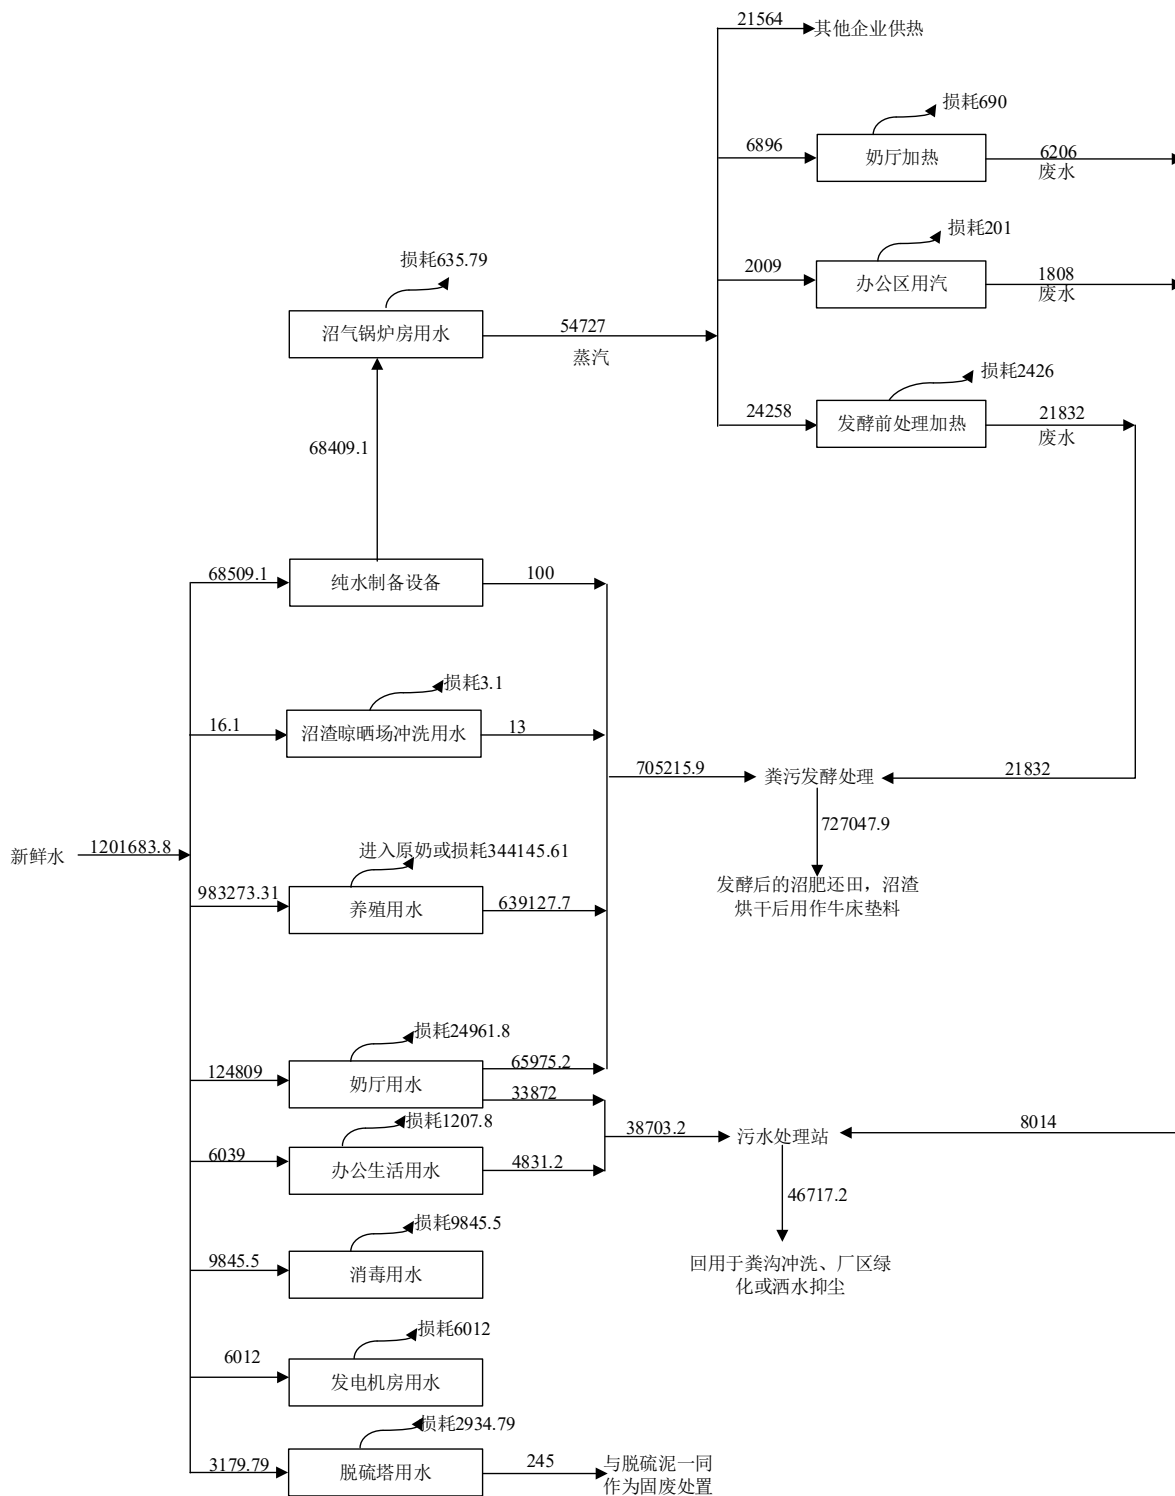 21564
其他企业供热
损耗690
6896
奶厅加热
6206
废水
损耗201
2009
办公区用汽
1808
废水
损耗635.79
沼气锅炉房用水
54727
蒸汽
损耗2426
24258
发酵前处理加热
21832
废水
68409.1
68509.1
纯水制备设备
100
损耗3.1
16.1
沼渣晾晒场冲洗用水
13
705215.9
粪污发酵处理
21832
727047.9
发酵后的沼肥还田，沼渣
烘干后用作牛床垫料
新鲜水
1201683.8
进入原奶或损耗344145.61
983273.31
养殖用水
639127.7
损耗24961.8
124809
奶厅用水
65975.2
33872
损耗1207.8
6039
办公生活用水
4831.2
38703.2
污水处理站
8014
46717.2
回用于粪沟冲洗、厂区绿
化或洒水抑尘
损耗9845.5
9845.5
消毒用水
损耗6012
6012
发电机房用水
损耗2934.79
3179.79
脱硫塔用水
245
与脱硫泥一同
作为固废处置